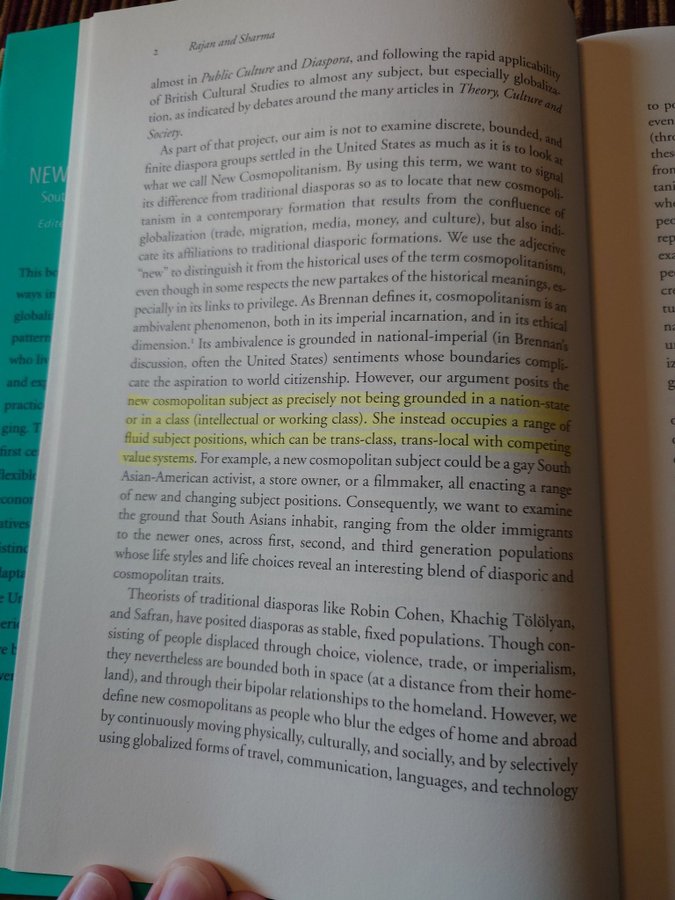 2 Rajan and Sharma
almost in Public Culture and Diaspora, and following the rapid applicability
of British Cultural Studies to almost any subject, but especially globaliza-
tion, as indicated by debates around the many articles in Theory, Culture and
Society.
As part of that project, our aim is not to examine discrete, bounded, and
finite diaspora groups settled in the United States as much as it is to look at
what we call New Cosmopolitanism. By using this term, we want to signal
its difference from traditional diasporas so as to locate that new cosmopoli-
tanism in a contemporary formation that results from the confluence of
globalization (trade, migration, media, money, and culture), but also indi-
cate its affiliations to traditional diasporic formations. We use the adjective
"new" to distinguish it from the historical uses of the term cosmopolitanism,
even though in some respects the new partakes of the historical meanings, es-
pecially in its links to privilege. As Brennan defines it, cosmopolitanism is an
ambivalent phenomenon, both in its imperial incarnation, and in its ethical
dimension.1 Its ambivalence is grounded in national-imperial (in Brennan's
discussion, often the United States) sentiments whose boundaries compli-
cate the aspiration to world citizenship. However, our argument posits the
new cosmopolitan subject as precisely not being grounded in a nation-state
or in a class (intellectual or working class). She instead occupies a range of
fluid subject positions, which can be trans-class, trans-local with competing
value systems. For example, a new cosmopolitan subject could be a gay South
Asian-American activist, a store owner, or a filmmaker, all enacting a range
of new and changing subject positions. Consequently, we want to examine
the ground that South Asians inhabit, ranging from the older immigrants
to the newer ones, across first, second, and third generation populations
whose life styles and life choices reveal an interesting blend of diasporic and
cosmopolitan traits.
Theorists of traditional diasporas like Robin Cohen, Khachig Tölölyan,
and Safran, have posited diasporas as stable, fixed populations. Though con-
sisting of people displaced through choice, violence, trade, or imperialism,
they nevertheless are bounded both in space (at a distance from their home-
land), and through their bipolar relationships to the homeland. However, we
define new cosmopolitans as people who blur the edges of home and abroad
by continuously moving physically, culturally, and socially, and by selectively
using globalized forms of travel, communication, languages, and technology
NEW
Sout
Edite
This bo
ways in
globali
pattern
who liv
and ex
practic
ging. T
first ce